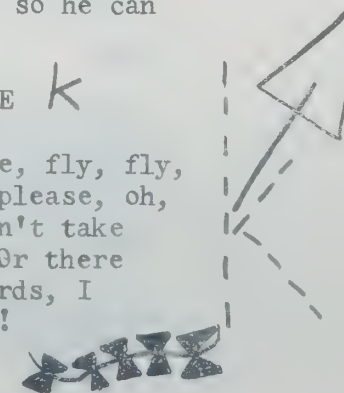 so he can
E k
e, fly, fly,
please, oh,
n't take
Or there
rds, I
!